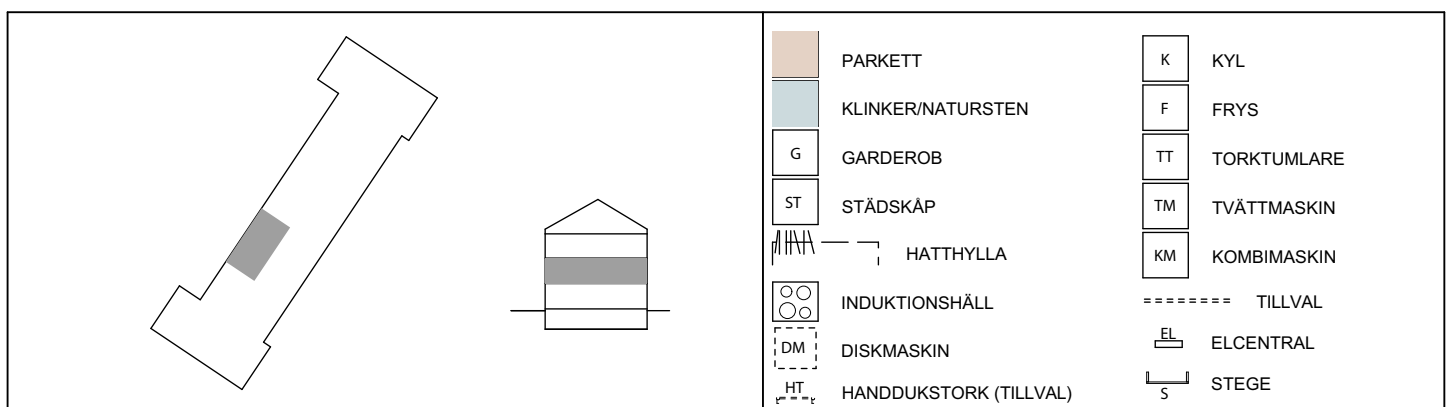 PARKETT
KLINKER/NATURSTEN
G GARDEROB
ST STÄDSKÅP
HATTHYLLA
INDUKTIONSHÄLL
DM DISKMASKIN
HT HANDDUKSTORK (TILLVAL)
K KYL
F FRYS
TT TORKTUMLARE
TM TVÄTTMASKIN
KM KOMBIMASKIN
TILLVAL
EL ELCENTRAL
S STEGE